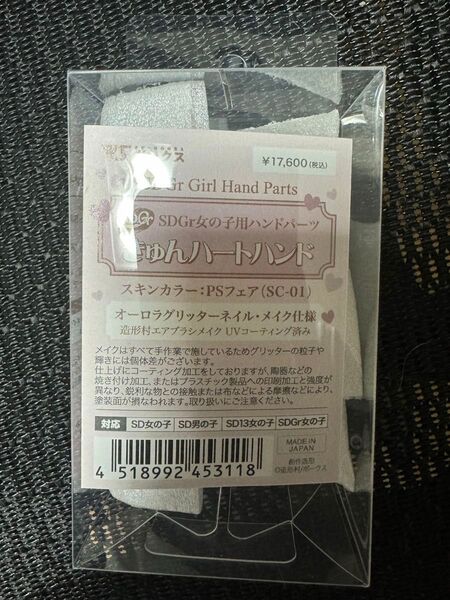 ¥17,600(税込)
Gr Girl Hand Parts
SDGr女の子用ハンドパーツ
きゅんハートハンド
スキンカラー：PSフェア(SC-01)
オーロラグリッターネイル・メイク仕様
造形村エアブラシメイク UVコーティング済み
メイクはすべて手作業で施しているためグリッターの粒子や
輝きには個体差がございます。
仕上げにコーティング加工をしておりますが、陶器などの
焼き付け加工、またはプラスチック製品への印刷加工と強度が
異なり、鋭利な物との接触または布などによる摩擦などにより、
塗装面が損なわれます。取り扱いにご注意ください。
対応 SD女の子 SD男の子 SD13女の子 SDGr女の子
MADE IN
JAPAN
創作造形
©造形村/ボークス
4 518992 453118